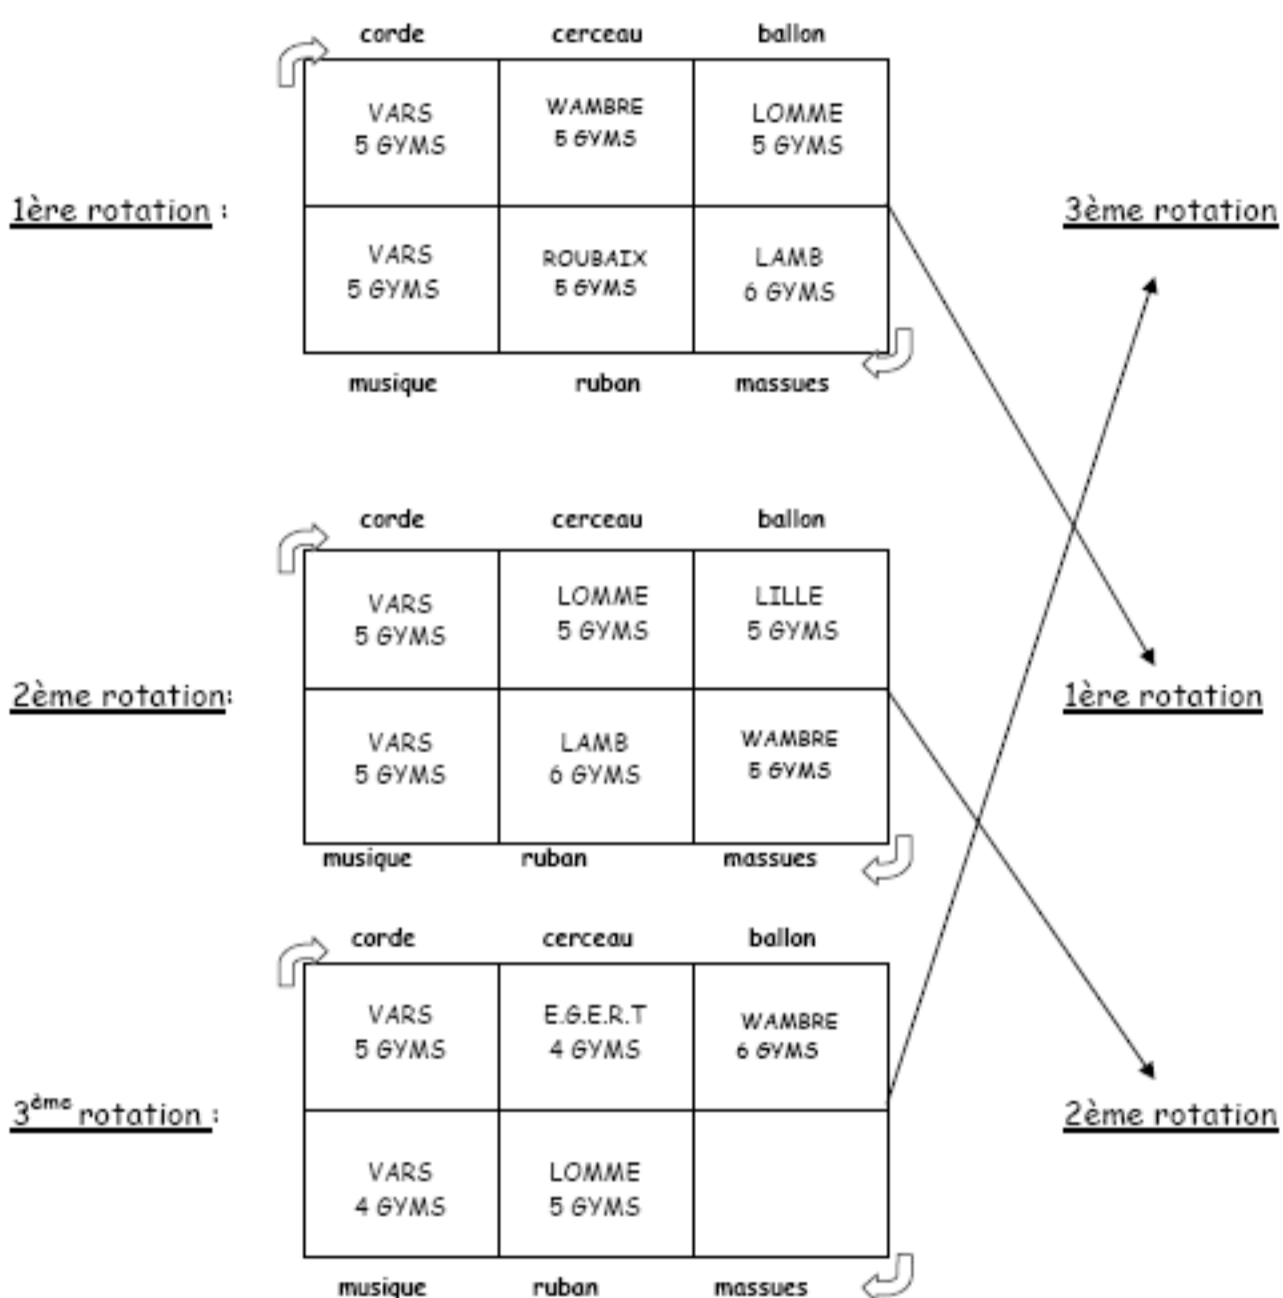 corde cerceau ballon
VARS WAMBRE LOMME
5 GYMS 5 GYMS 5 GYMS
1ère rotation : 3ème rotation
VARS ROUBAIX LAMB
5 GYMS 5 GYMS 6 GYMS
musique ruban massues
corde cerceau ballon
VARS LOMME LILLE
5 GYMS 5 GYMS 5 GYMS
2ème rotation: 1ère rotation
VARS LAMB WAMBRE
5 GYMS 6 GYMS 5 GYMS
musique ruban massues
corde cerceau ballon
VARS E.G.E.R.T WAMBRE
5 GYMS 4 GYMS 6 GYMS
3ème rotation : 2ème rotation
VARS LOMME
4 GYMS 5 GYMS
musique ruban massues